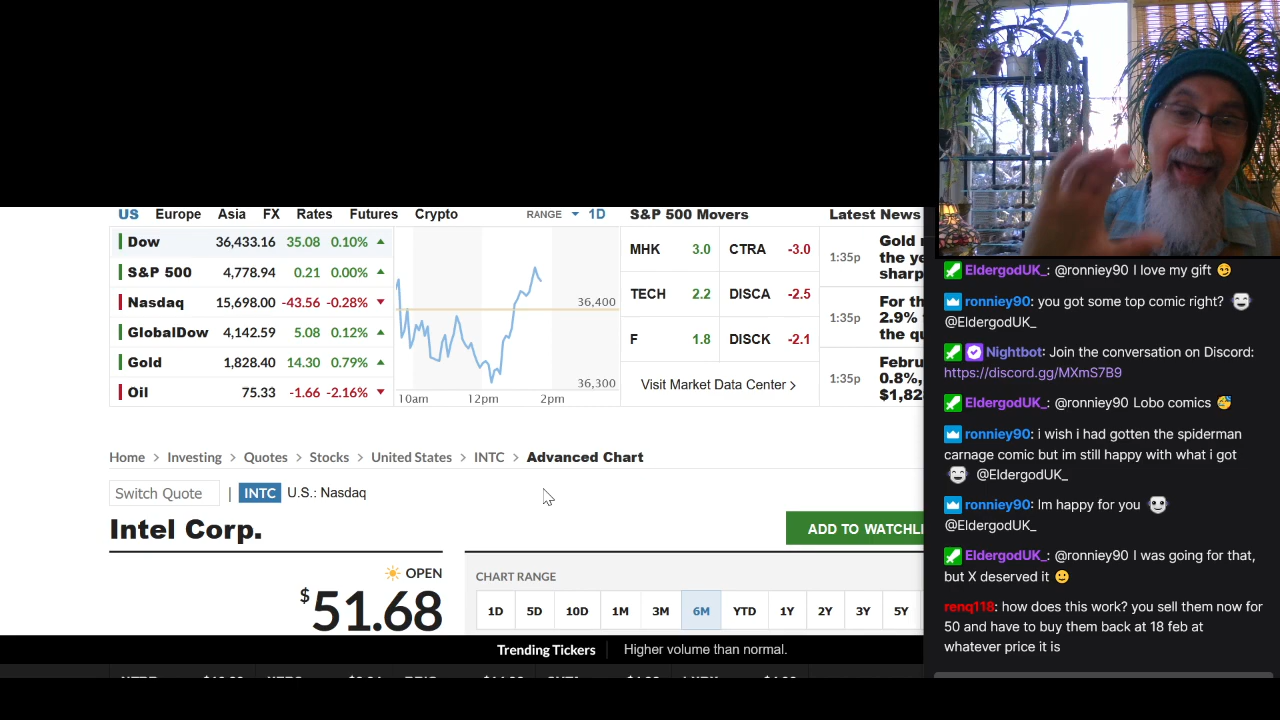 US Europe Asia FX Rates Futures Crypto RANGE 1D
Dow 36,433.16 35.08 0.10%
S&P 500 4,778.94 0.21 0.00%
Nasdaq 15,698.00 -43.56 -0.28%
GlobalDow 4,142.59 5.08 0.12%
Gold 1,828.40 14.30 0.79%
Oil 75.33 -1.66 -2.16%
36,400
36,300
10am 12pm 2pm
S&P 500 Movers
MHK 3.0 CTRA -3.0
TECH 2.2 DISCA -2.5
F 1.8 DISCK -2.1
Visit Market Data Center >
Latest News
1:35p Gold
the ye
sharp
1:35p For th
2.9%
the qu
1:35p Febru
0.8%,
$1,82
Home > Investing > Quotes > Stocks > United States > INTC > Advanced Chart
Switch Quote | INTC U.S.: Nasdaq
Intel Corp.
ADD TO WATCHLI
OPEN
$51.68
CHART RANGE
1D 5D 10D 1M 3M 6M YTD 1Y 2Y 3Y 5Y
Trending Tickers Higher volume than normal.
EldergodUK_: @ronniey90 I love my gift
ronniey90: you got some top comic right?
@EldergodUK_
Nightbot: Join the conversation on Discord:
https://discord.gg/MXmS7B9
EldergodUK_: @ronniey90 Lobo comics
ronniey90: i wish i had gotten the spiderman
carnage comic but im still happy with what i got
@EldergodUK_
ronniey90: Im happy for you
@EldergodUK_
EldergodUK_: @ronniey90 I was going for that,
but X deserved it
renq118: how does this work? you sell them now for
50 and have to buy them back at 18 feb at
whatever price it is